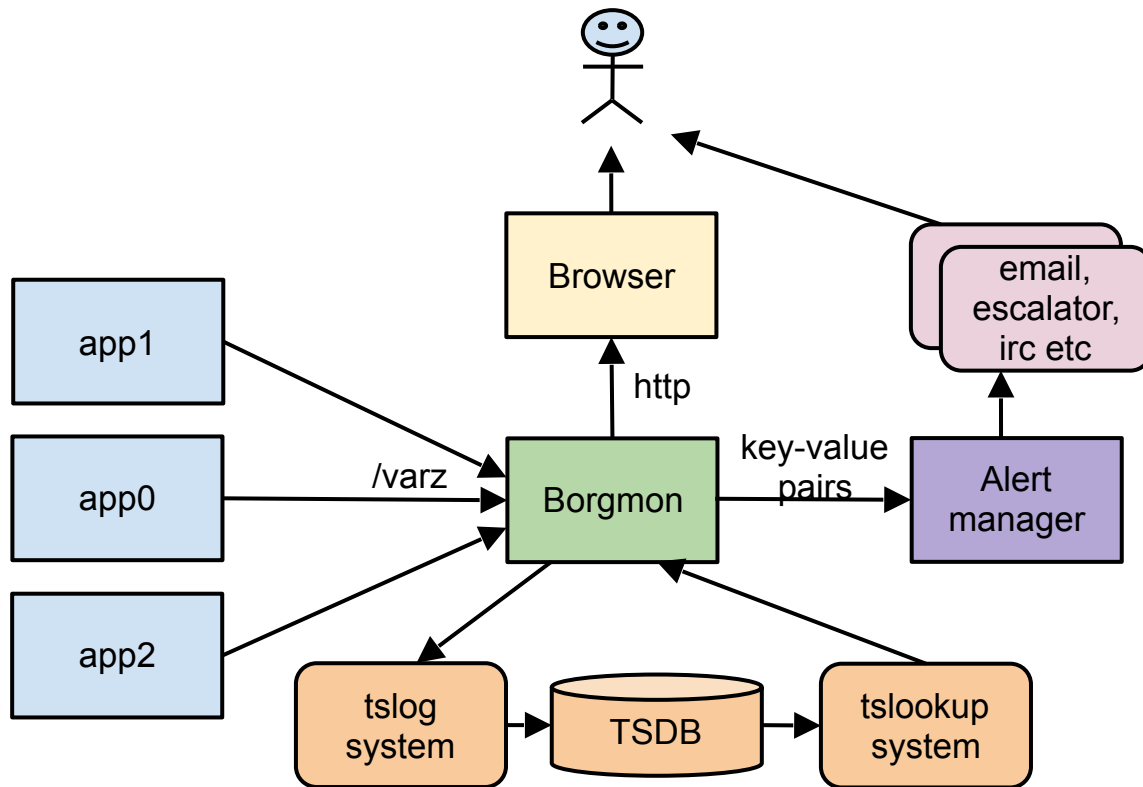 Browser
email,
escalator,
irc etc
app1
http
app0
/varz
Borgmon
key-value
pairs
Alert
manager
app2
tslog
system
TSDB
tslookup
system